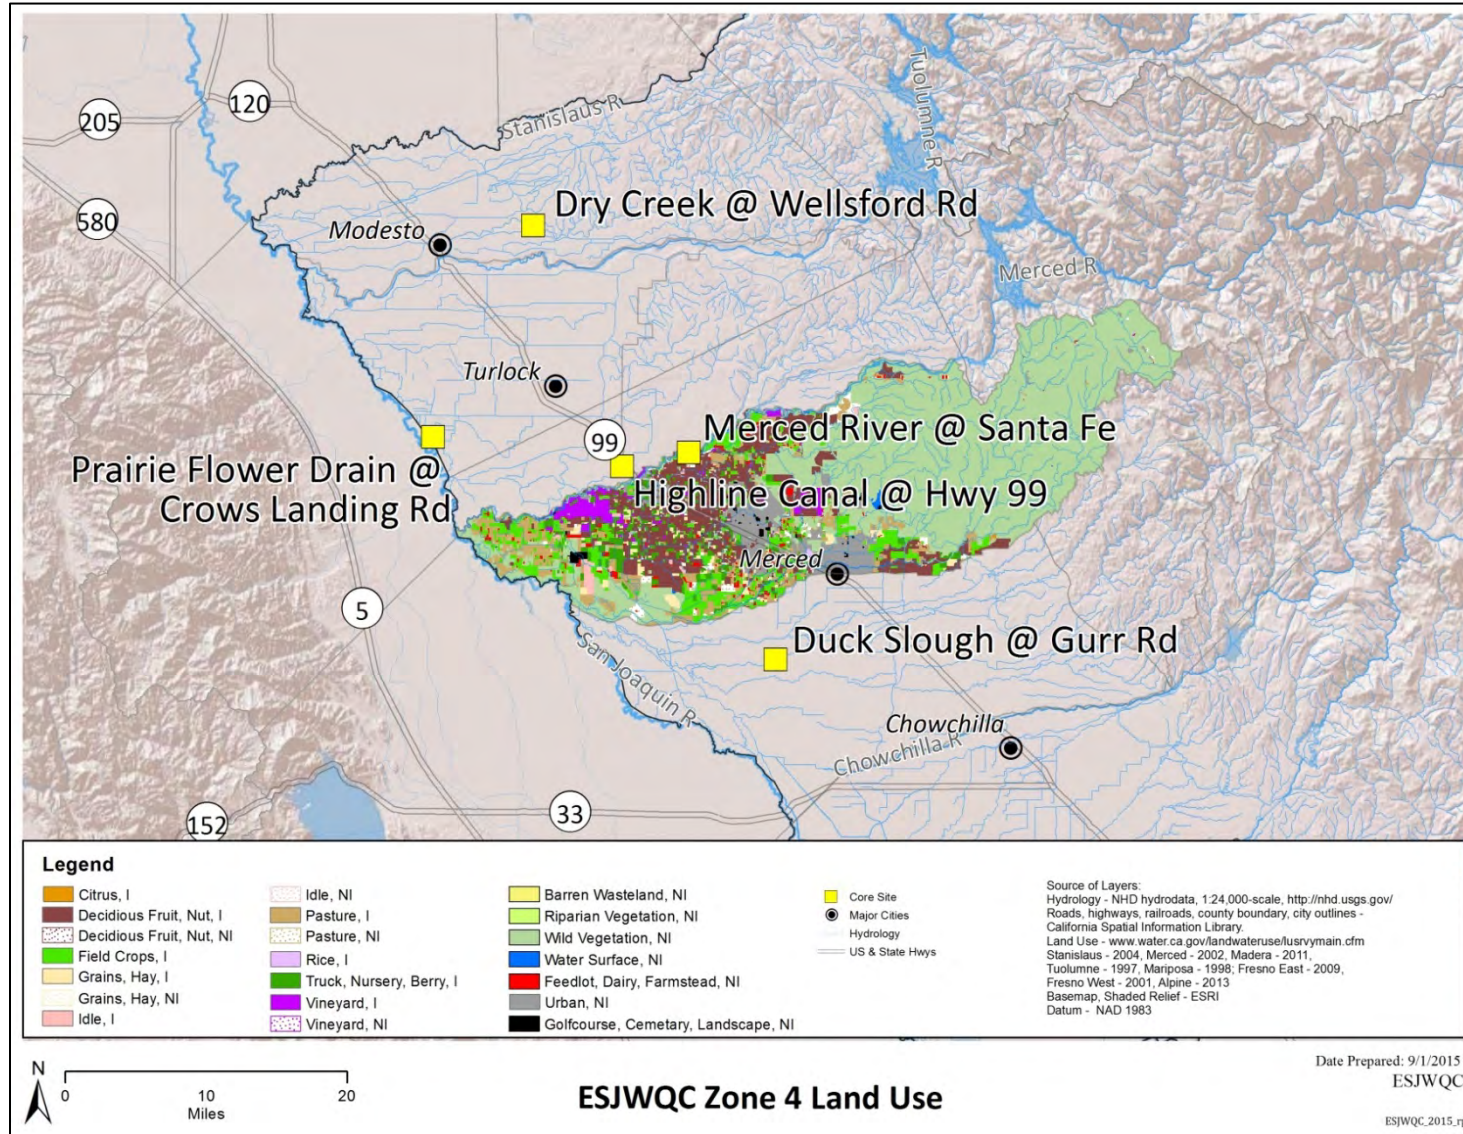 205
120
580
Stanislaus R
Tuolumne R
Dry Creek @ Wellsford Rd
Modesto
Merced R
Turlock
99
Merced River @ Santa Fe
Prairie Flower Drain @
Crows Landing Rd
Highline Canal @ Hwy 99
Merced
5
San Joaquin R
Duck Slough @ Gurr Rd
Chowchilla
Chowchilla R
152
33
Legend
Citrus, I
Decidious Fruit, Nut, I
Decidious Fruit, Nut, NI
Field Crops, I
Grains, Hay, I
Grains, Hay, NI
Idle, I
Idle, NI
Pasture, I
Pasture, NI
Rice, I
Truck, Nursery, Berry, I
Vineyard, I
Vineyard, NI
Barren Wasteland, NI
Riparian Vegetation, NI
Wild Vegetation, NI
Water Surface, NI
Feedlot, Dairy, Farmstead, NI
Urban, NI
Golfcourse, Cemetary, Landscape, NI
Core Site
Major Cities
Hydrology
US & State Hwys
Source of Layers:
Hydrology - NHD hydrodata, 1:24,000-scale, http://nhd.usgs.gov/
Roads, highways, railroads, county boundary, city outlines -
California Spatial Information Library.
Land Use - www.water.ca.gov/landwateruse/lusrvymain.cfm
Stanislaus - 2004, Merced - 2002, Madera - 2011,
Tuolumne - 1997, Mariposa - 1998; Fresno East - 2009,
Fresno West - 2001, Alpine - 2013
Basemap, Shaded Relief - ESRI
Datum - NAD 1983
N
0 10 20
Miles
ESJWQC Zone 4 Land Use
Date Prepared: 9/1/2015
ESJWQC
ESJWQC_2015_r